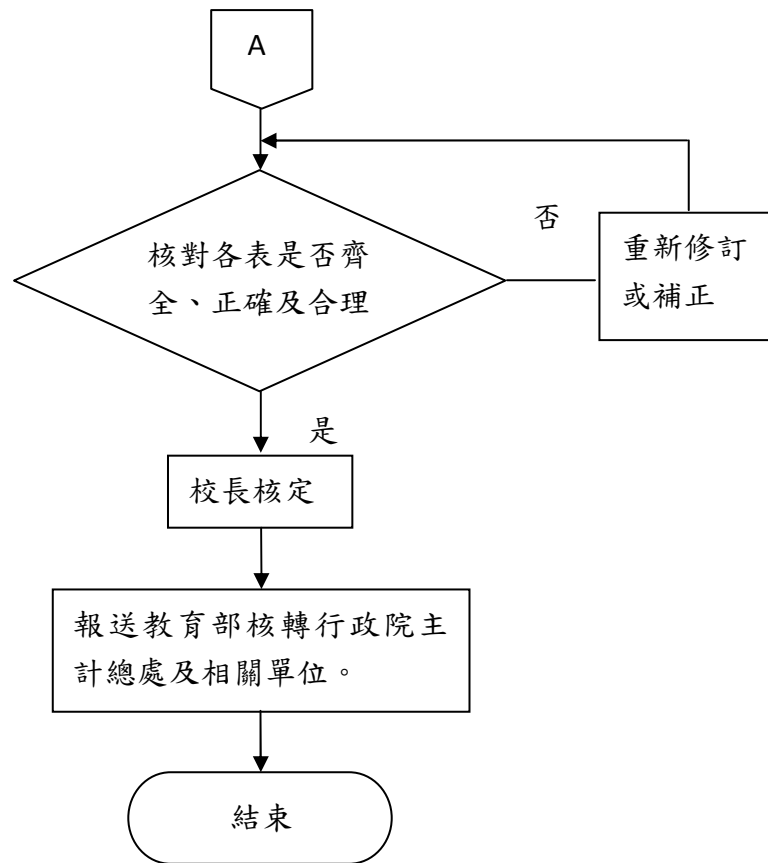 A
核對各表是否齊
全、正確及合理
否
重新修訂
或補正
是
校長核定
報送教育部核轉行政院主
計總處及相關單位。
結束